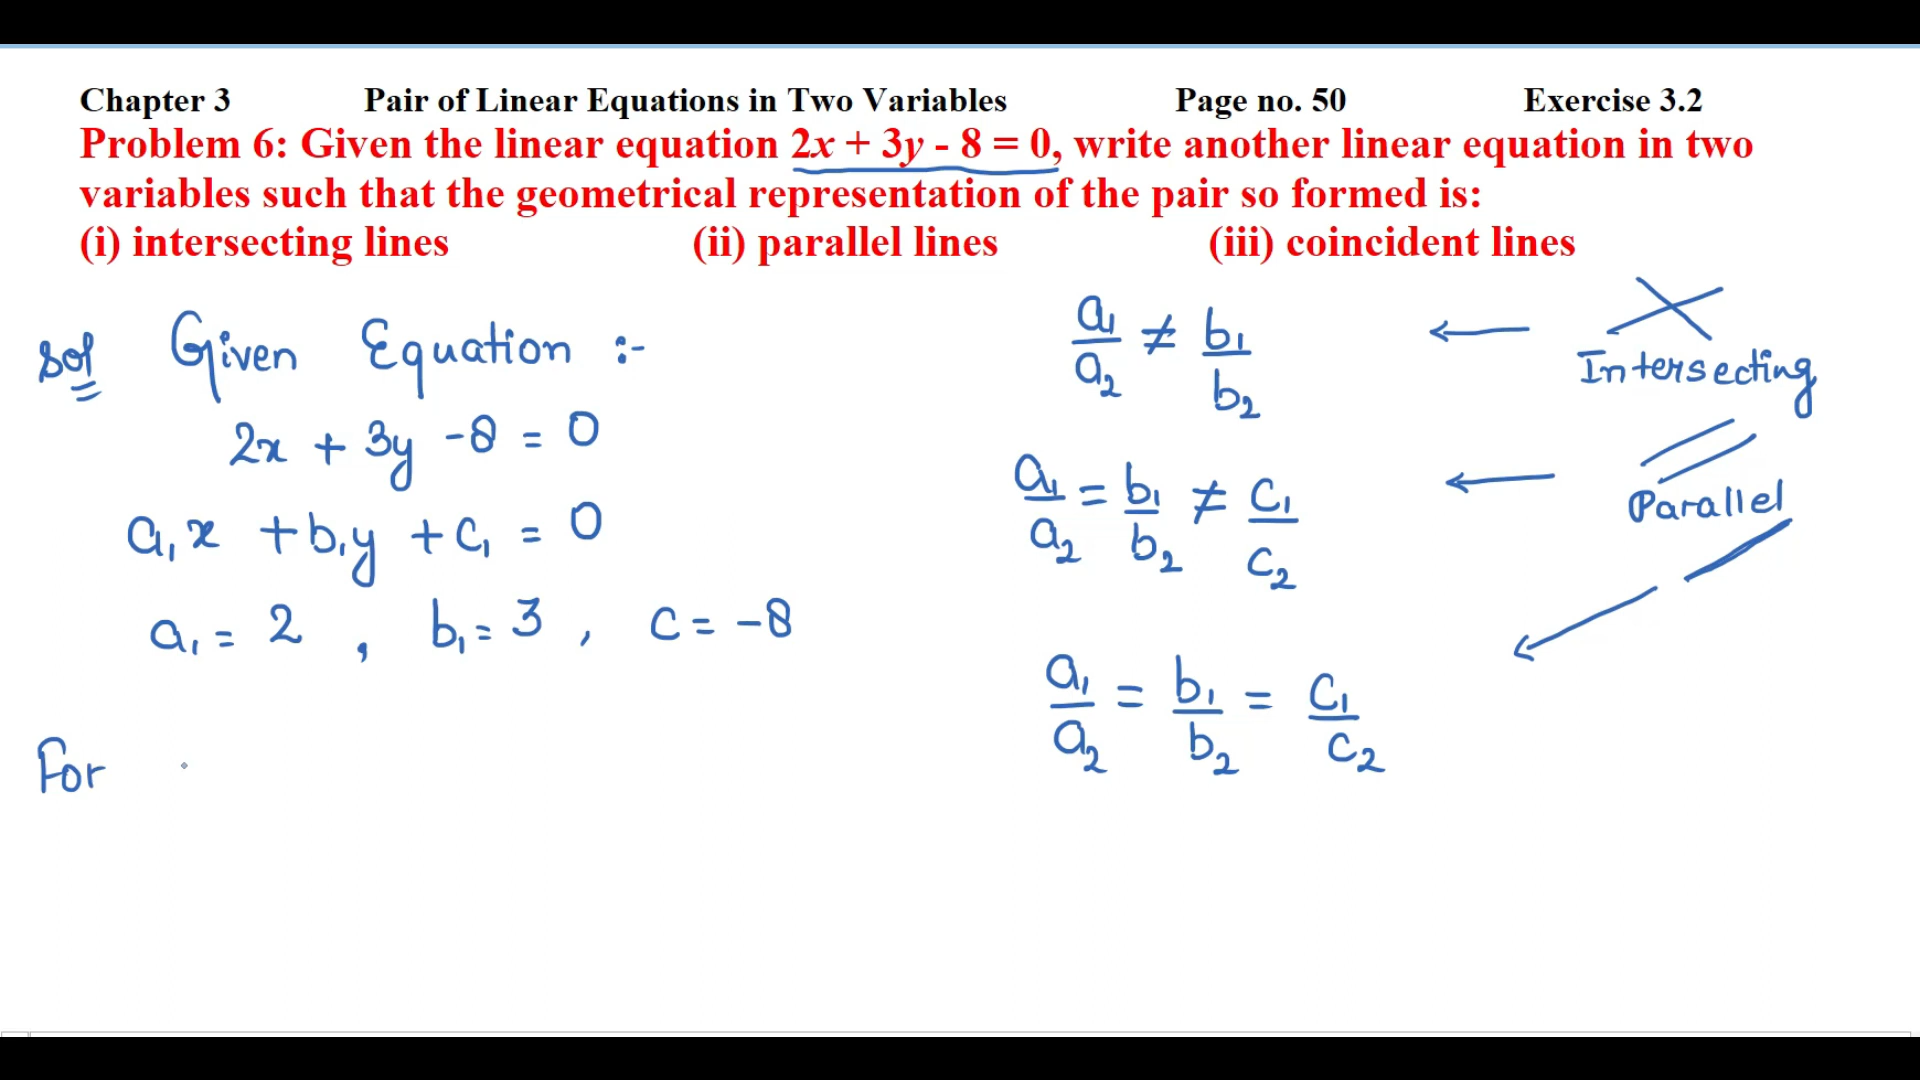 Chapter 3 Pair of Linear Equations in Two Variables Page no. 50 Exercise 3.2
Problem 6: Given the linear equation 2x + 3y - 8 = 0, write another linear equation in two
variables such that the geometrical representation of the pair so formed is:
(i) intersecting lines (ii) parallel lines (iii) coincident lines
Sol Given Equation :-
2x + 3y -8 = 0
a₁x + b₁y + c₁ = 0
a₁ = 2 , b₁ = 3 , c = -8
For
a₁/a₂ ≠ b₁/b₂ ← Intersecting
a₁/a₂ = b₁/b₂ ≠ c₁/c₂ ← Parallel
a₁/a₂ = b₁/b₂ = c₁/c₂